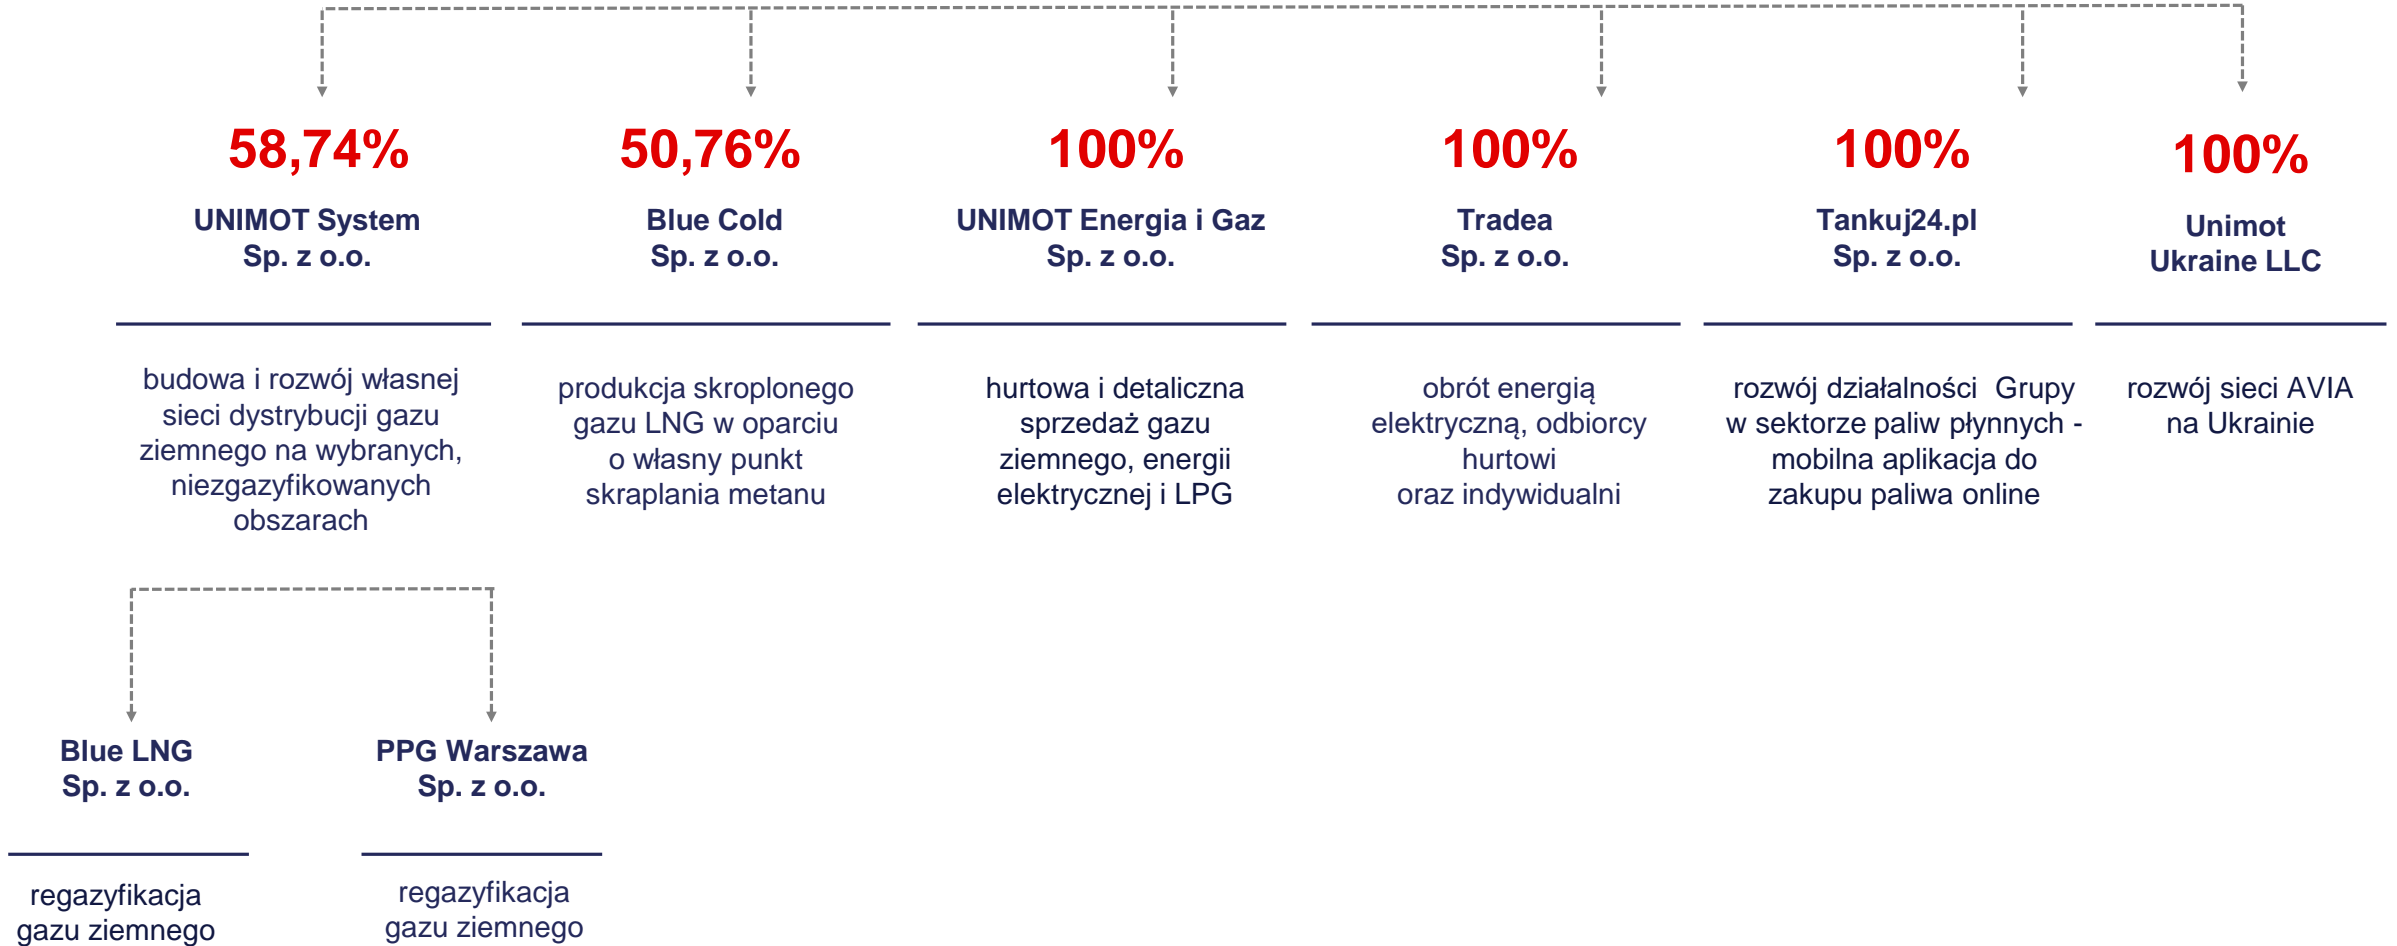 58,74%
UNIMOT System
Sp. z o.o.
budowa i rozwój własnej
sieci dystrybucji gazu
ziemnego na wybranych,
niezgazyfikowanych
obszarach
50,76%
Blue Cold
Sp. z o.o.
produkcja skroplonego
gazu LNG w oparciu
o własny punkt
skraplania metanu
100%
UNIMOT Energia i Gaz
Sp. z o.o.
hurtowa i detaliczna
sprzedaż gazu
ziemnego, energii
elektrycznej i LPG
100%
Tradea
Sp. z o.o.
obrót energią
elektryczną, odbiorcy
hurtowi
oraz indywidualni
100%
Tankuj24.pl
Sp. z o.o.
rozwój działalności  Grupy
w sektorze paliw płynnych -
mobilna aplikacja do
zakupu paliwa online
100%
Unimot
Ukraine LLC
rozwój sieci AVIA
na Ukrainie
Blue LNG
Sp. z o.o.
regazyfikacja
gazu ziemnego
PPG Warszawa
Sp. z o.o.
regazyfikacja
gazu ziemnego